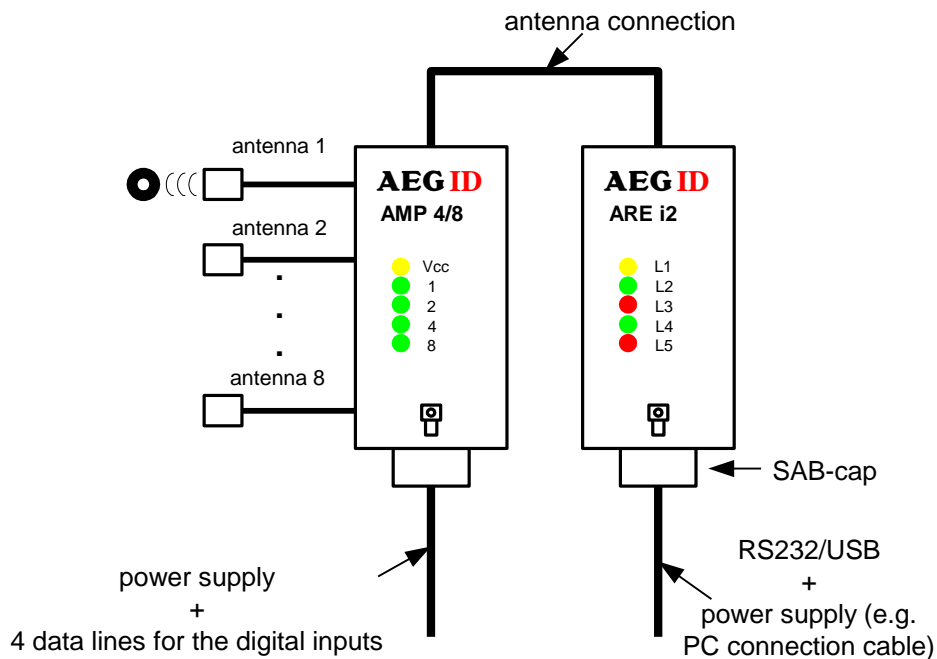 antenna connection
antenna 1
AEG ID
AMP 4/8
AEG ID
ARE i2
antenna 2
Vcc
1
2
4
8
L1
L2
L3
L4
L5
antenna 8
SAB-cap
power supply
+
4 data lines for the digital inputs
RS232/USB
+
power supply (e.g.
PC connection cable)